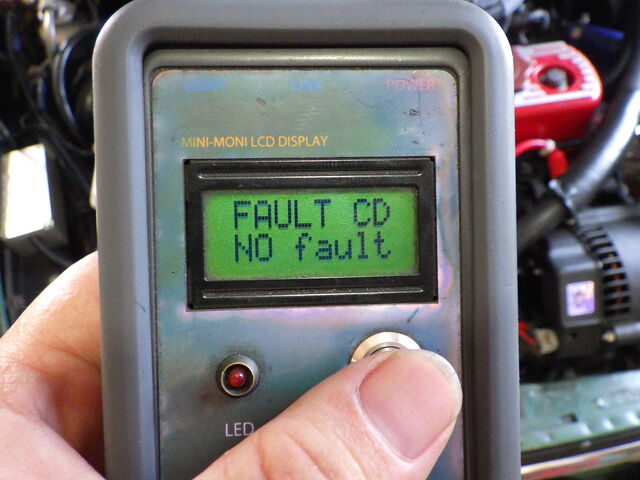 POWER
MINI-MONI LCD DISPLAY
FAULT CD
NO fault
LED